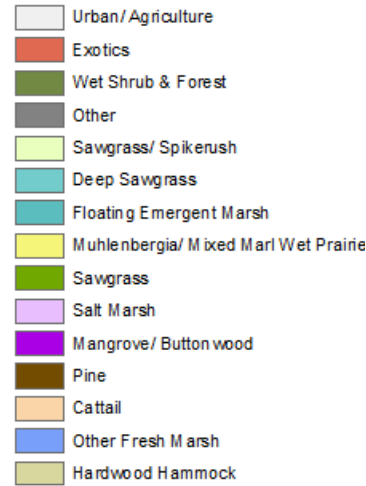 Urban/ Agriculture
Exotics
Wet Shrub & Forest
Other
Sawgrass/ Spikerush
Deep Sawgrass
Floating Emergent Marsh
Muhlenbergia/ Mixed Marl Wet Prairie
Sawgrass
Salt Marsh
Mangrove/ Buttonwood
Pine
Cattail
Other Fresh Marsh
Hardwood Hammock